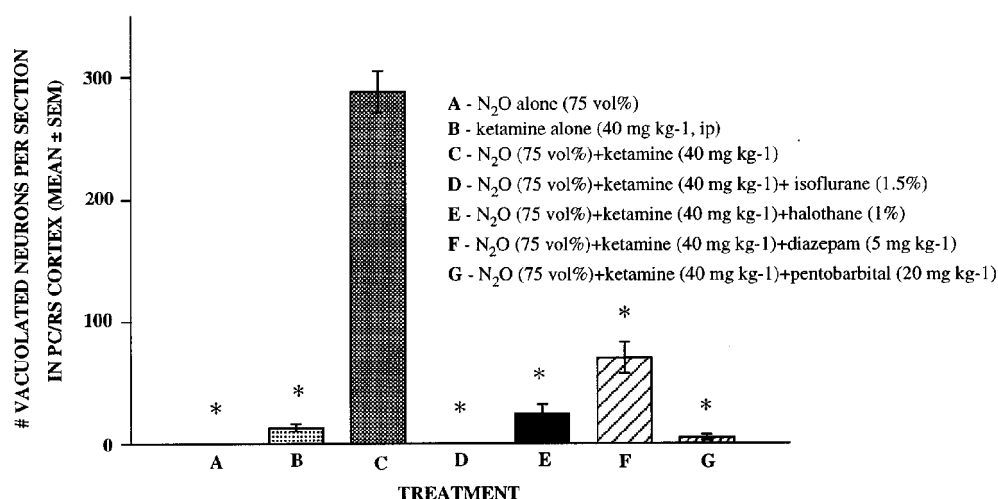 # VACUOLATED NEURONS PER SECTION
IN PC/RS CORTEX (MEAN ± SEM)
300
200
100
0
A - N₂O alone (75 vol%)
B - ketamine alone (40 mg kg-1, ip)
C - N₂O (75 vol%)+ketamine (40 mg kg-1)
D - N₂O (75 vol%)+ketamine (40 mg kg-1)+ isoflurane (1.5%)
E - N₂O (75 vol%)+ketamine (40 mg kg-1)+halothane (1%)
F - N₂O (75 vol%)+ketamine (40 mg kg-1)+diazepam (5 mg kg-1)
G - N₂O (75 vol%)+ketamine (40 mg kg-1)+pentobarbital (20 mg kg-1)
* * * * * *
A B C D E F G
TREATMENT